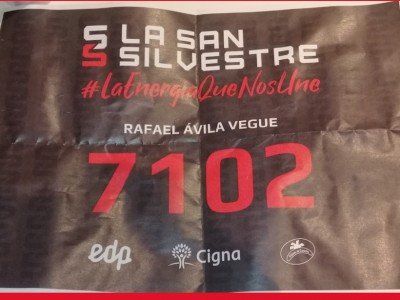 LA SAN
SILVESTRE
#LaEnergíaQueNosUne
RAFAEL ÁVILA VEGUE
7102
edp
Cigna